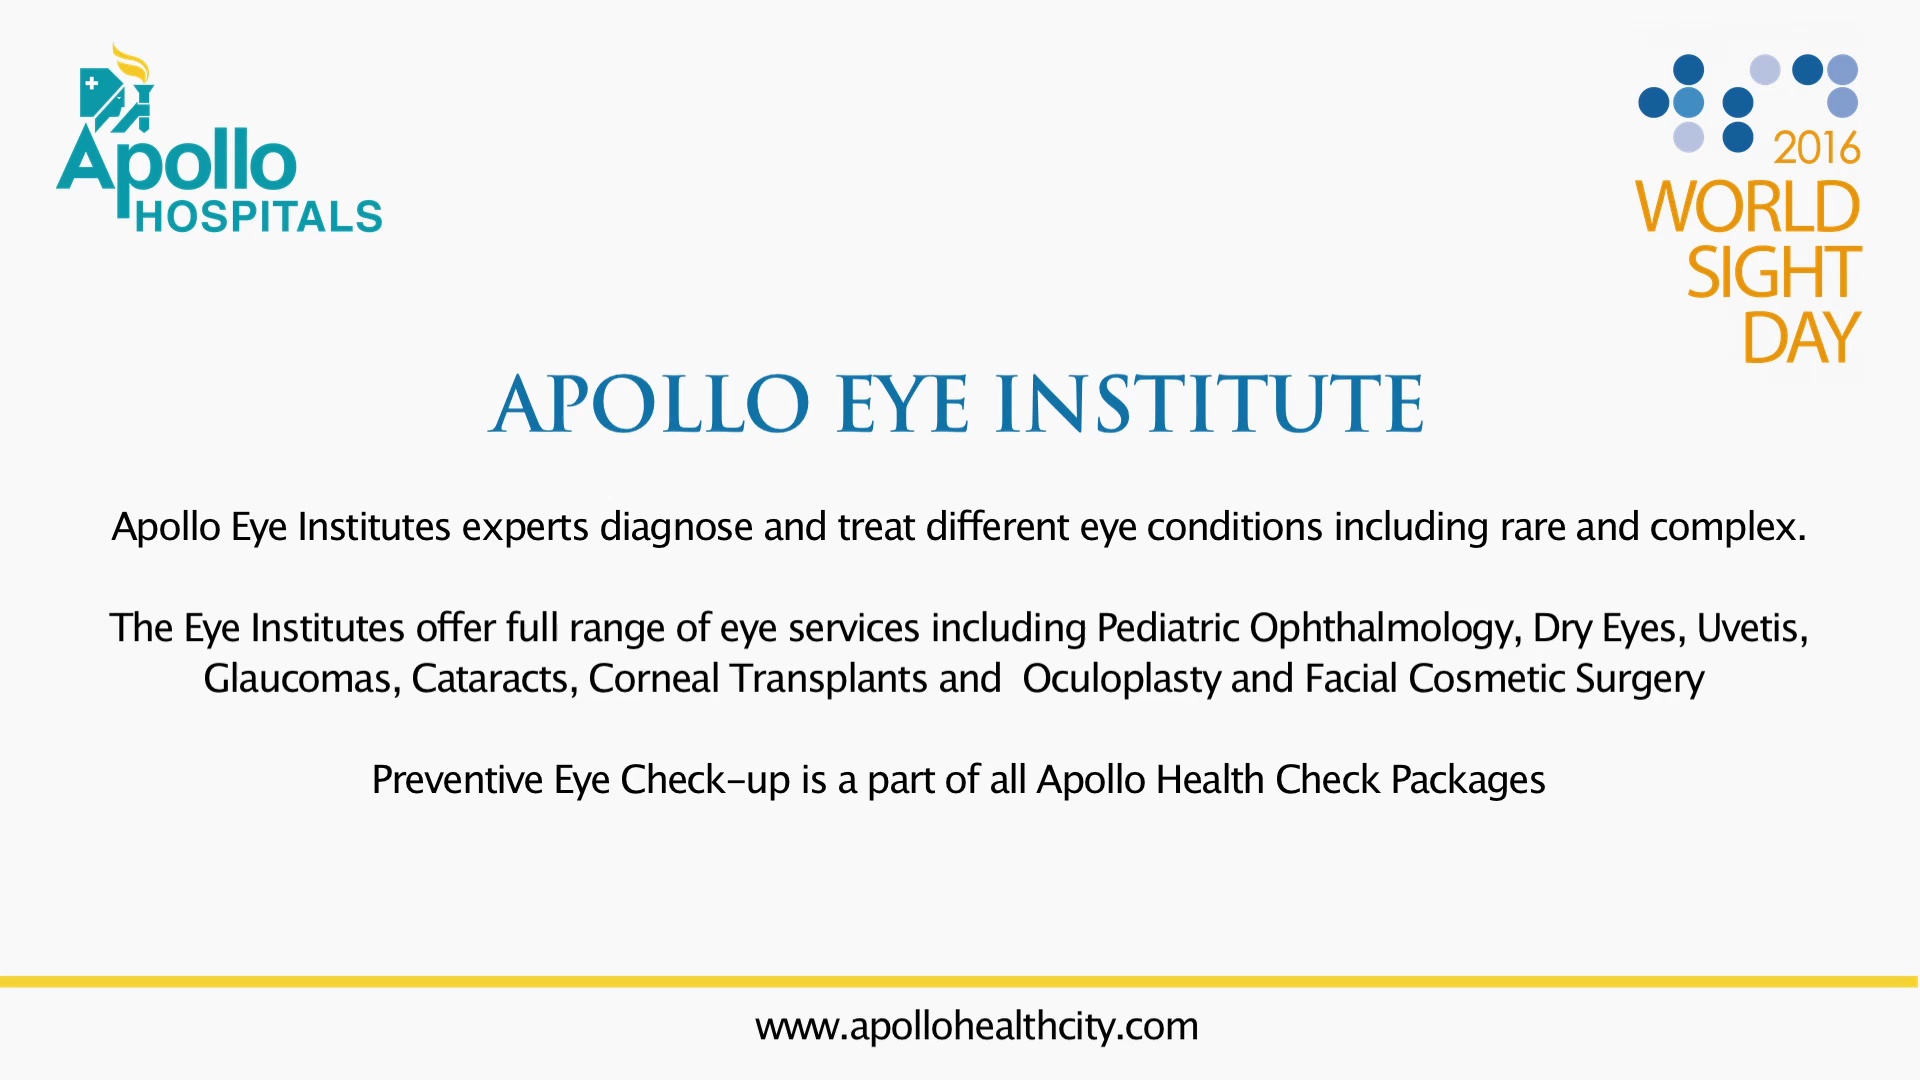 Apollo
HOSPITALS
2016
WORLD
SIGHT
DAY
APOLLO EYE INSTITUTE
Apollo Eye Institutes experts diagnose and treat different eye conditions including rare and complex.
The Eye Institutes offer full range of eye services including Pediatric Ophthalmology, Dry Eyes, Uvetis,
Glaucomas, Cataracts, Corneal Transplants and  Oculoplasty and Facial Cosmetic Surgery
Preventive Eye Check-up is a part of all Apollo Health Check Packages
www.apollohealthcity.com